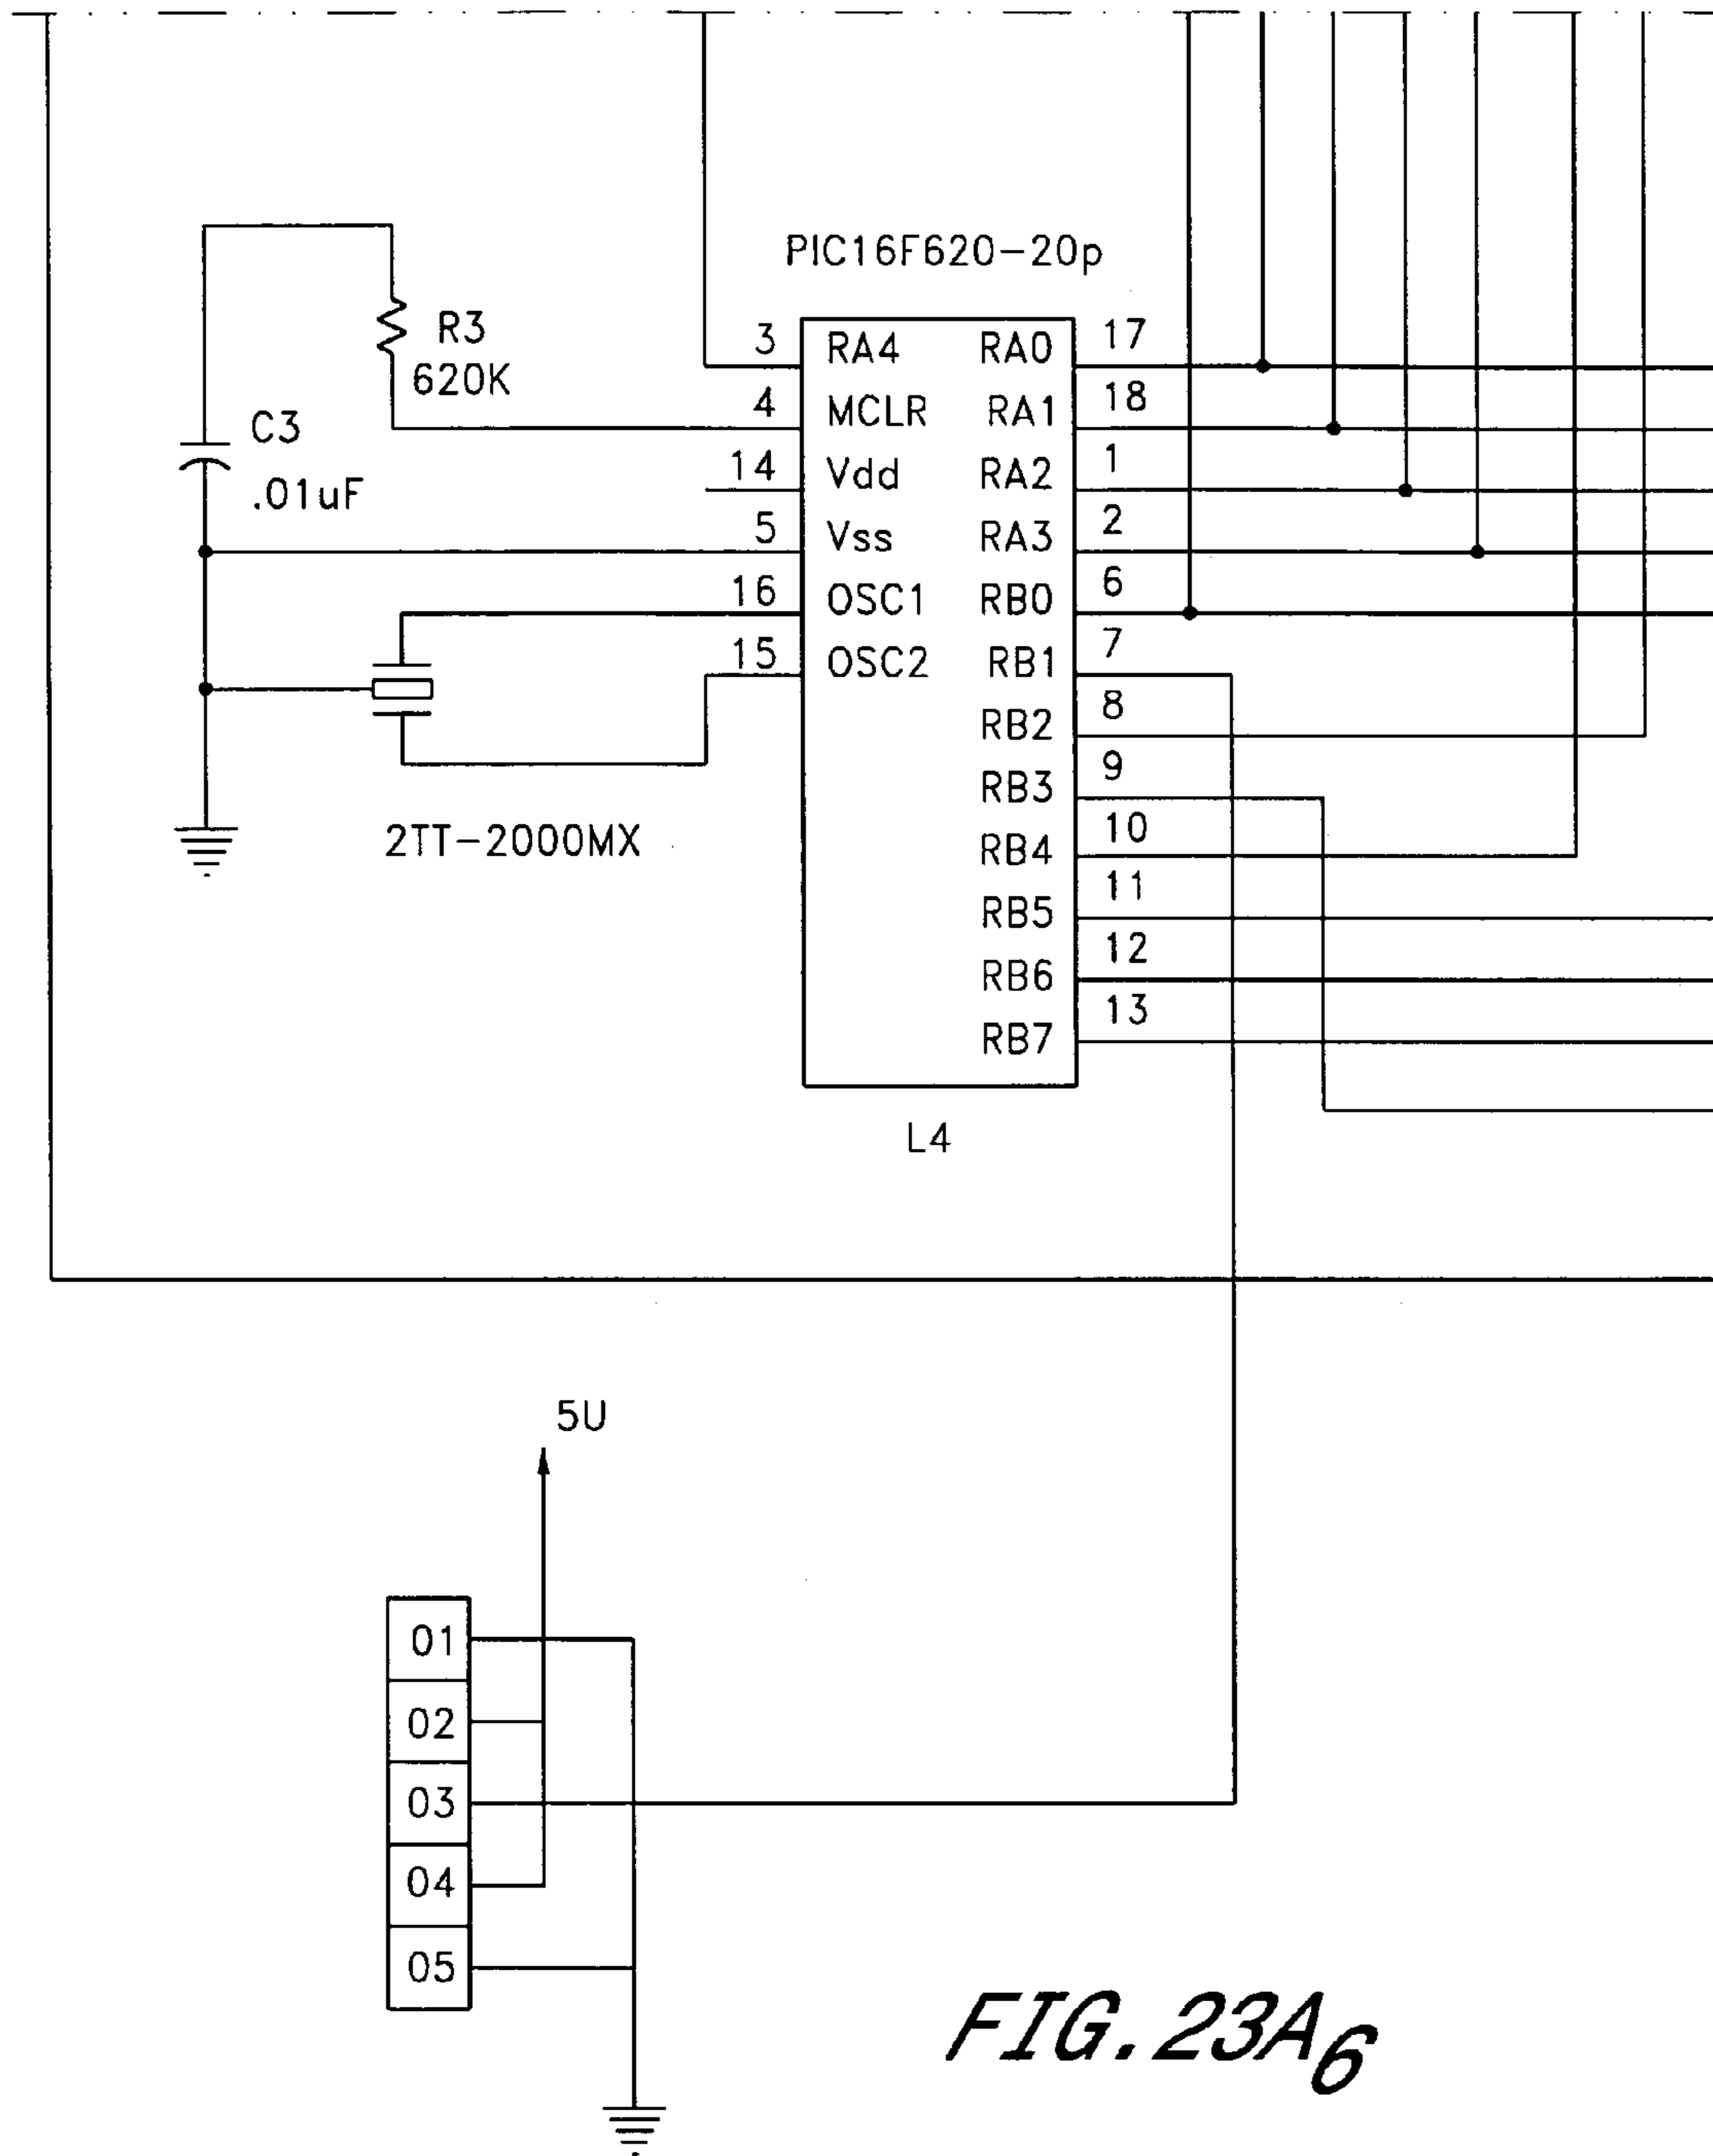 PIC16F620-20p
R3
620K
C3
.01uF
3 RA4 RA0 17
4 MCLR RA1 18
14 Vdd RA2 1
5 Vss RA3 2
16 OSC1 RB0 6
15 OSC2 RB1 7
RB2 8
RB3 9
RB4 10
RB5 11
RB6 12
RB7 13
2TT-2000MX
L4
5U
01
02
03
04
05
FIG. 23A6